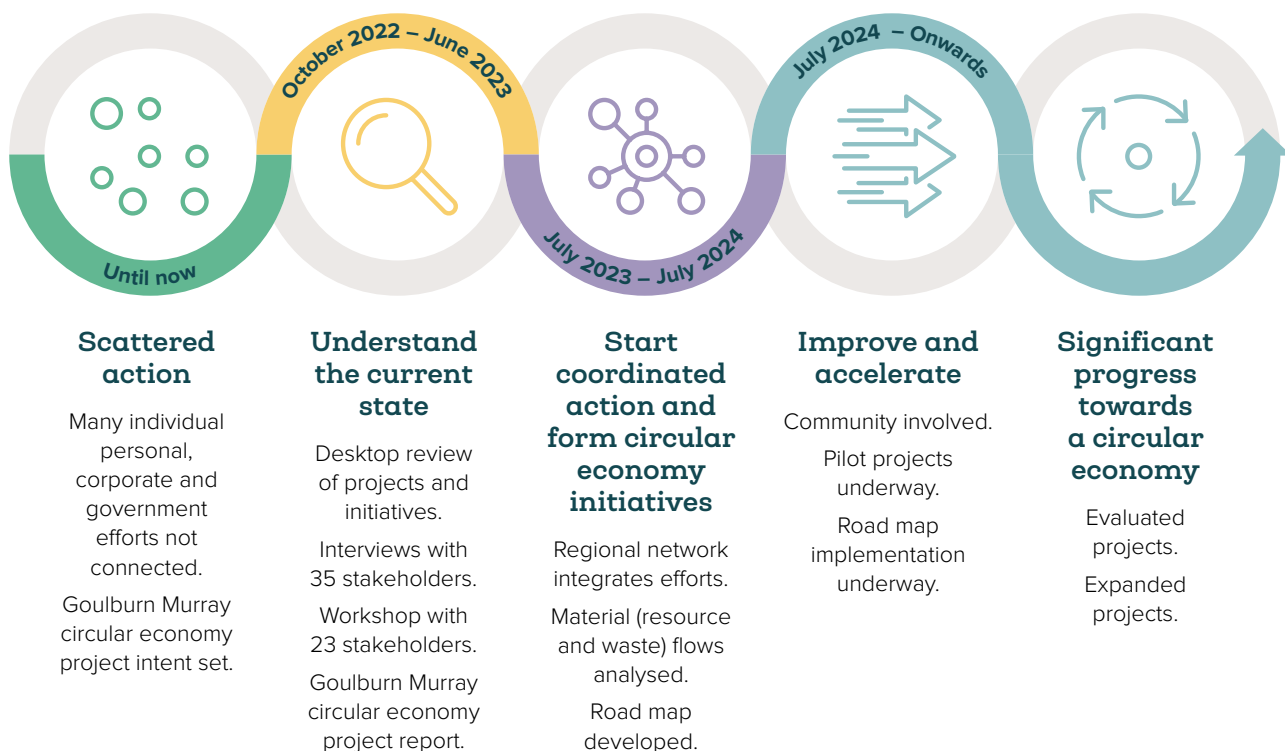 Until now
October 2022 – June 2023
July 2023 – July 2024
July 2024 – Onwards
Scattered
action
Many individual
personal,
corporate and
government
efforts not
connected.
Goulburn Murray
circular economy
project intent set.
Understand
the current
state
Desktop review
of projects and
initiatives.
Interviews with
35 stakeholders.
Workshop with
23 stakeholders.
Goulburn Murray
circular economy
project report.
Start
coordinated
action and
form circular
economy
initiatives
Regional network
integrates efforts.
Material (resource
and waste) flows
analysed.
Road map
developed.
Improve and
accelerate
Community involved.
Pilot projects
underway.
Road map
implementation
underway.
Significant
progress
towards
a circular
economy
Evaluated
projects.
Expanded
projects.